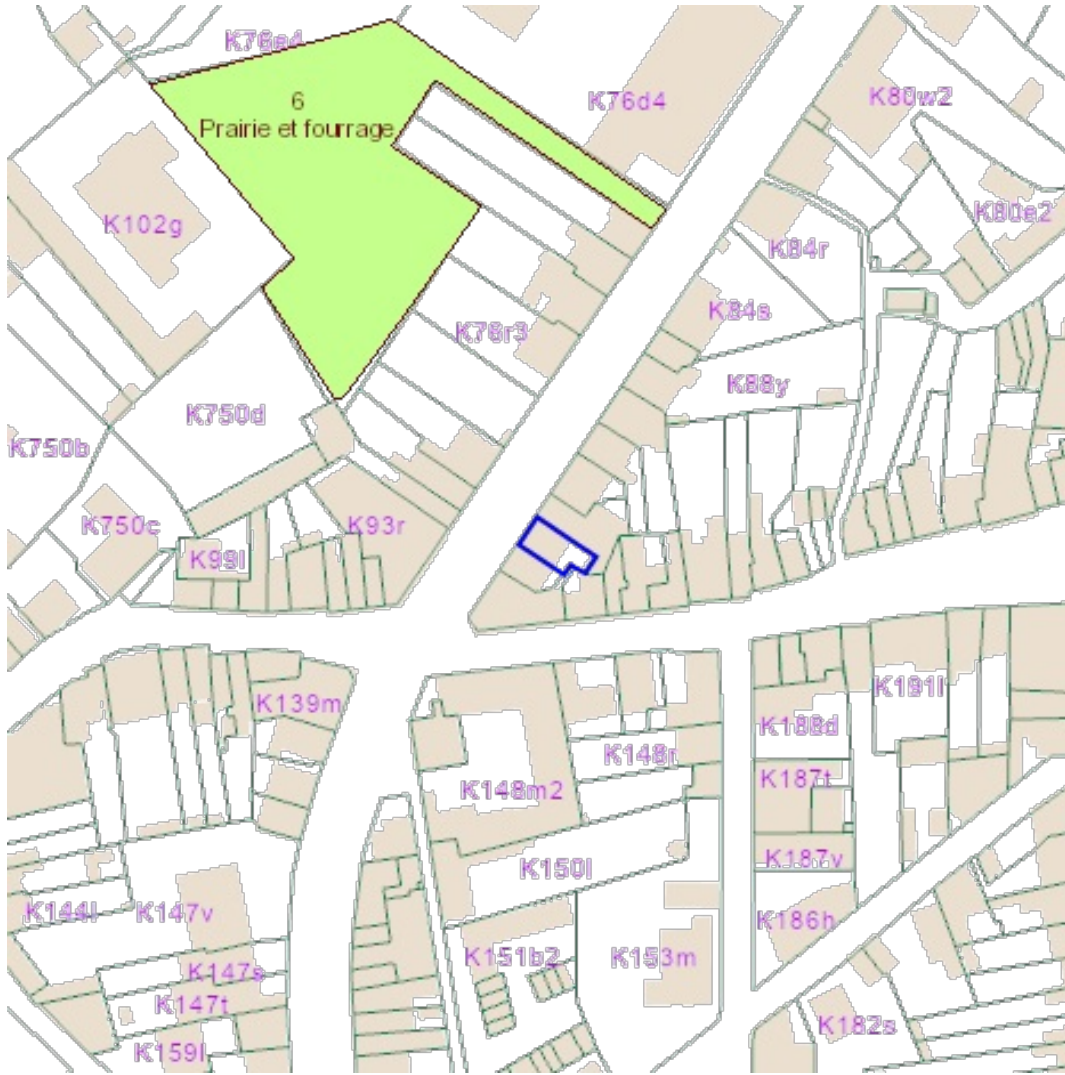 K76e4
6
Prairie et fourrage
K76d4
K80w2
K102g
K80e2
K84r
K84s
K76r3
K88y
K750d
K750b
K750c
K93r
K99l
K139m
K191l
K188d
K148r
K187t
K148m2
K187v
K150l
K144l
K147v
K186h
K151b2
K153m
K147s
K147t
K182s
K159l